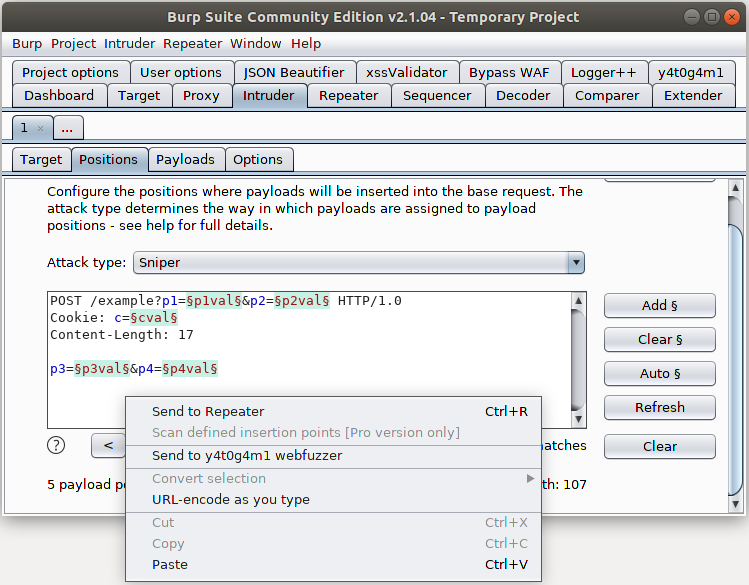 Burp Suite Community Edition v2.1.04 - Temporary Project
Burp Project Intruder Repeater Window Help
Project options User options JSON Beautifier xssValidator Bypass WAF Logger++ y4t0g4m1
Dashboard Target Proxy Intruder Repeater Sequencer Decoder Comparer Extender
1 × ...
Target Positions Payloads Options
Configure the positions where payloads will be inserted into the base request. The
attack type determines the way in which payloads are assigned to payload
positions - see help for full details.
Attack type: Sniper
POST /example?p1=§p1val§&p2=§p2val§ HTTP/1.0
Cookie: c=§cval§
Content-Length: 17
p3=§p3val§&p4=§p4val§
Add §
Clear §
Auto §
Refresh
Clear
? <
5 payload
107
Send to Repeater Ctrl+R
Scan defined insertion points [Pro version only]
Send to y4t0g4m1 webfuzzer
Convert selection
URL-encode as you type
Cut Ctrl+X
Copy Ctrl+C
Paste Ctrl+V